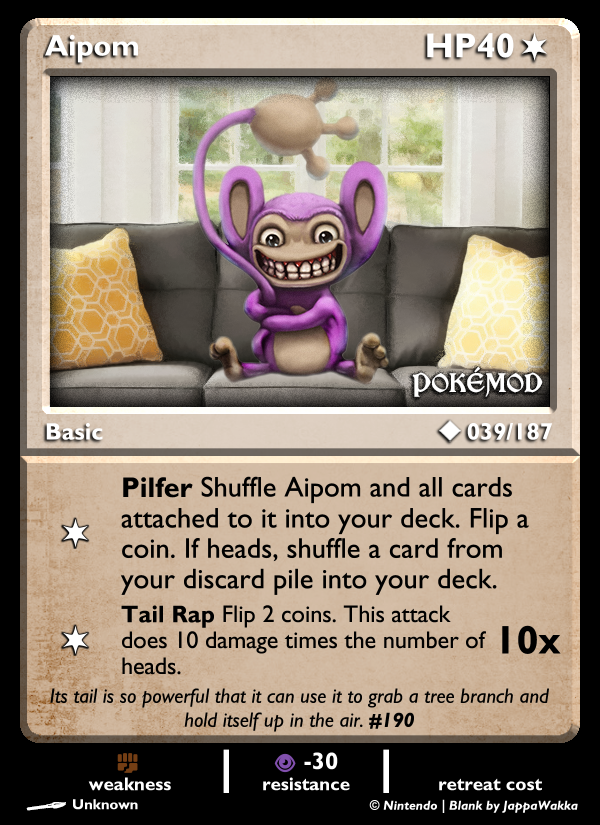 Aipom HP40
POKÉMOD
Basic 039/187
Pilfer Shuffle Aipom and all cards
attached to it into your deck. Flip a
coin. If heads, shuffle a card from
your discard pile into your deck.
Tail Rap Flip 2 coins. This attack
does 10 damage times the number of
heads.
10x
Its tail is so powerful that it can use it to grab a tree branch and
hold itself up in the air. #190
-30
weakness resistance retreat cost
Unknown © Nintendo | Blank by JappaWakka